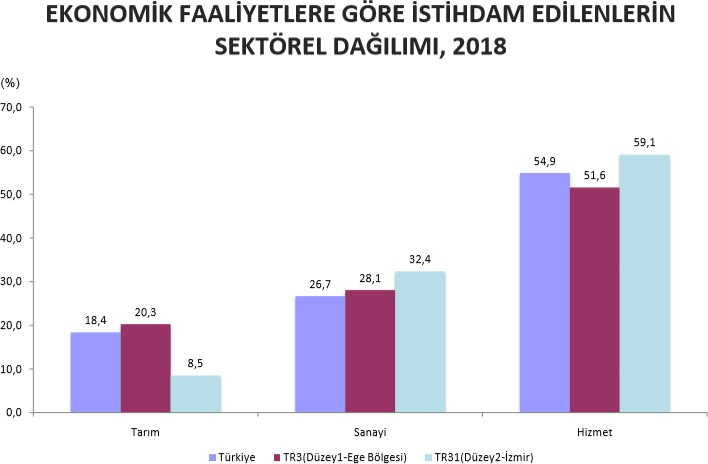 EKONOMİK FAALİYETLERE GÖRE İSTİHDAM EDİLENLERİN
SEKTÖREL DAĞILIMI, 2018
(%)
70,0
60,0
50,0
40,0
30,0
20,0
10,0
0,0
18,4
20,3
8,5
26,7
28,1
32,4
54,9
51,6
59,1
Tarım
Sanayi
Hizmet
Türkiye
TR3(Düzey1-Ege Bölgesi)
TR31(Düzey2-İzmir)